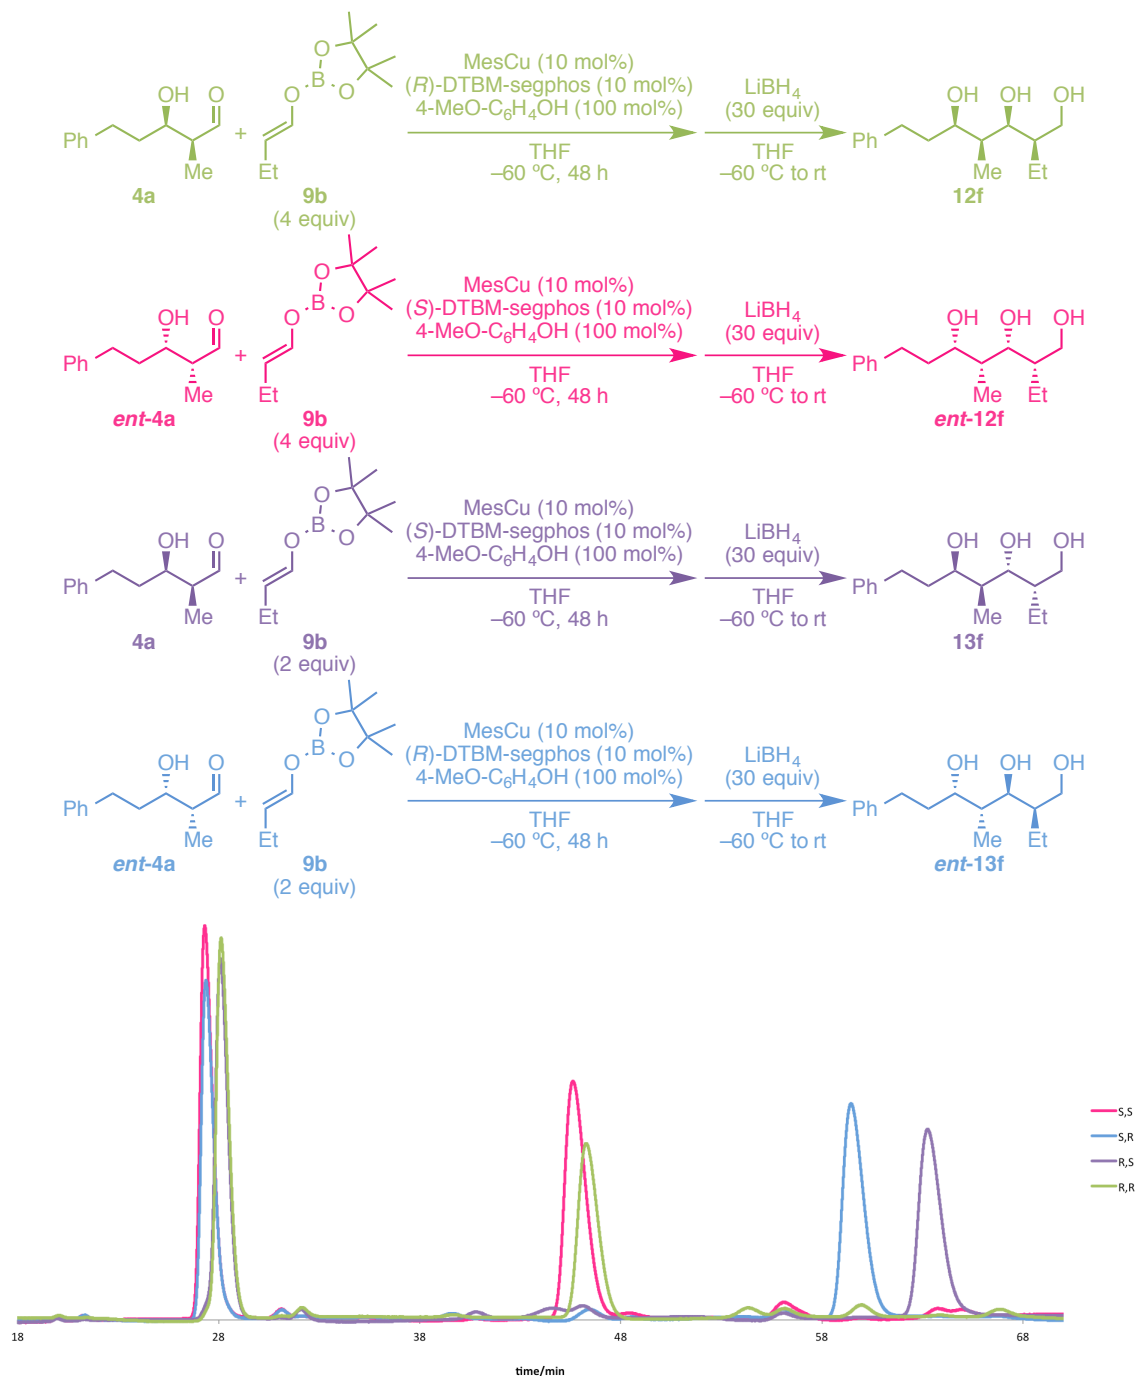 OH O
Ph
Me
4a
+
O
B
O
O
Et
9b
(4 equiv)
MesCu (10 mol%)
(R)-DTBM-segphos (10 mol%)
4-MeO-C6H4OH (100 mol%)
THF
–60 ºC, 48 h
LiBH4
(30 equiv)
THF
–60 ºC to rt
OH OH OH
Ph
Me Et
12f
OH O
Ph
Me
ent-4a
+
O
B
O
O
Et
9b
(4 equiv)
MesCu (10 mol%)
(S)-DTBM-segphos (10 mol%)
4-MeO-C6H4OH (100 mol%)
THF
–60 ºC, 48 h
LiBH4
(30 equiv)
THF
–60 ºC to rt
OH OH OH
Ph
Me Et
ent-12f
OH O
Ph
Me
4a
+
O
B
O
O
Et
9b
(2 equiv)
MesCu (10 mol%)
(S)-DTBM-segphos (10 mol%)
4-MeO-C6H4OH (100 mol%)
THF
–60 ºC, 48 h
LiBH4
(30 equiv)
THF
–60 ºC to rt
OH OH OH
Ph
Me Et
13f
OH O
Ph
Me
ent-4a
+
O
B
O
O
Et
9b
(2 equiv)
MesCu (10 mol%)
(R)-DTBM-segphos (10 mol%)
4-MeO-C6H4OH (100 mol%)
THF
–60 ºC, 48 h
LiBH4
(30 equiv)
THF
–60 ºC to rt
OH OH OH
Ph
Me Et
ent-13f
S,S
S,R
R,S
R,R
18 28 38 48 58 68
time/min